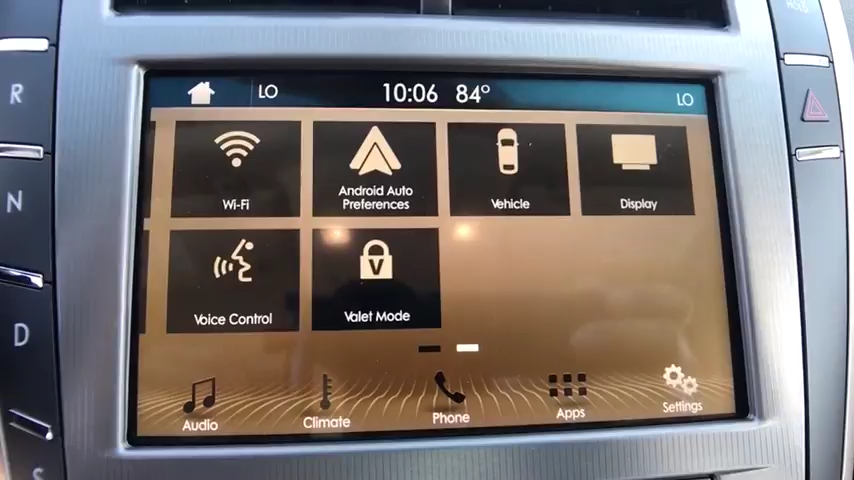 LO 10:06 84° LO
R
N
D
S
Wi-Fi
Android Auto
Preferences
Vehicle
Display
Voice Control
V
Valet Mode
Audio
Climate
Phone
Apps
Settings